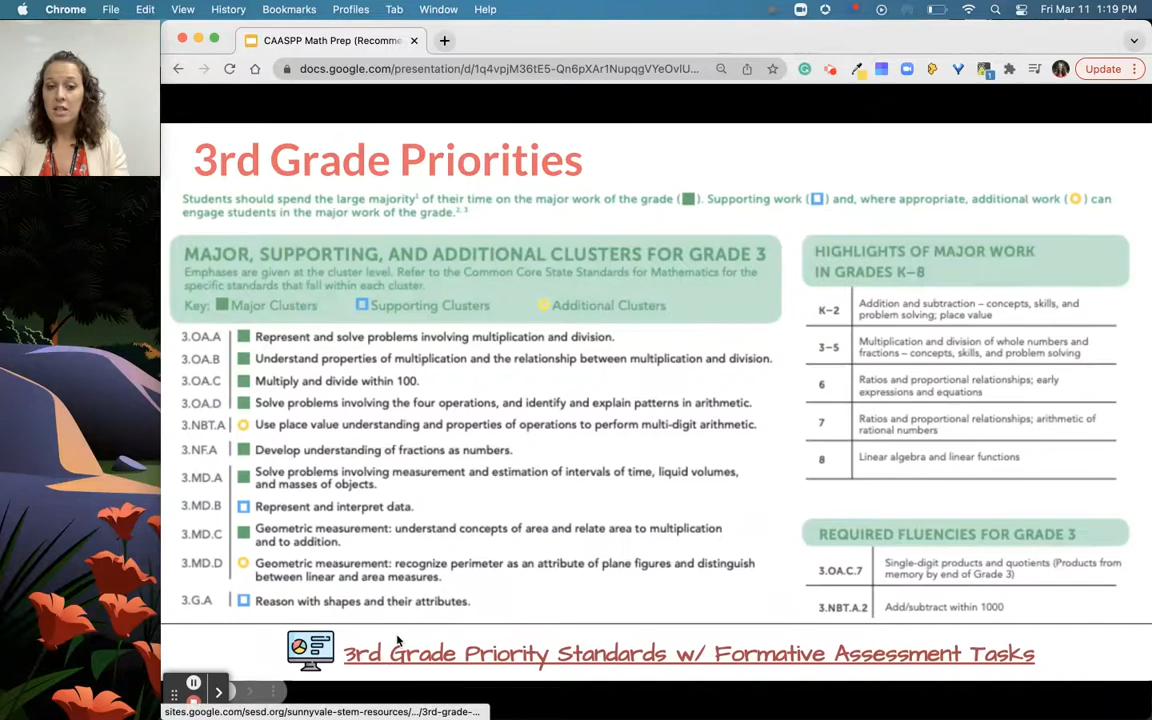 Chrome File Edit View History Bookmarks Profiles Tab Window Help Fri Mar 11 1:19 PM
CAASPP Math Prep (Recomme
docs.google.com/presentation/d/1q4vpjM36tE5-Qn6pXAr1NupqgVYeOvlU... Update
3rd Grade Priorities
Students should spend the large majority¹ of their time on the major work of the grade (). Supporting work () and, where appropriate, additional work () can
engage students in the major work of the grade.2, 3
MAJOR, SUPPORTING, AND ADDITIONAL CLUSTERS FOR GRADE 3
Emphases are given at the cluster level. Refer to the Common Core State Standards for Mathematics for the
specific standards that fall within each cluster.
Key: Major Clusters Supporting Clusters Additional Clusters
3.OA.A Represent and solve problems involving multiplication and division.
3.OA.B Understand properties of multiplication and the relationship between multiplication and division.
3.OA.C Multiply and divide within 100.
3.OA.D Solve problems involving the four operations, and identify and explain patterns in arithmetic.
3.NBT.A Use place value understanding and properties of operations to perform multi-digit arithmetic.
3.NF.A Develop understanding of fractions as numbers.
3.MD.A Solve problems involving measurement and estimation of intervals of time, liquid volumes,
and masses of objects.
3.MD.B Represent and interpret data.
3.MD.C Geometric measurement: understand concepts of area and relate area to multiplication
and to addition.
3.MD.D Geometric measurement: recognize perimeter as an attribute of plane figures and distinguish
between linear and area measures.
3.G.A Reason with shapes and their attributes.
HIGHLIGHTS OF MAJOR WORK
IN GRADES K–8
K–2 Addition and subtraction – concepts, skills, and
problem solving; place value
3–5 Multiplication and division of whole numbers and
fractions – concepts, skills, and problem solving
6 Ratios and proportional relationships; early
expressions and equations
7 Ratios and proportional relationships; arithmetic of
rational numbers
8 Linear algebra and linear functions
REQUIRED FLUENCIES FOR GRADE 3
3.OA.C.7 Single-digit products and quotients (Products from
memory by end of Grade 3)
3.NBT.A.2 Add/subtract within 1000
3rd Grade Priority Standards w/ Formative Assessment Tasks
sites.google.com/sesd.org/sunnyvale-stem-resources/.../3rd-grade-...